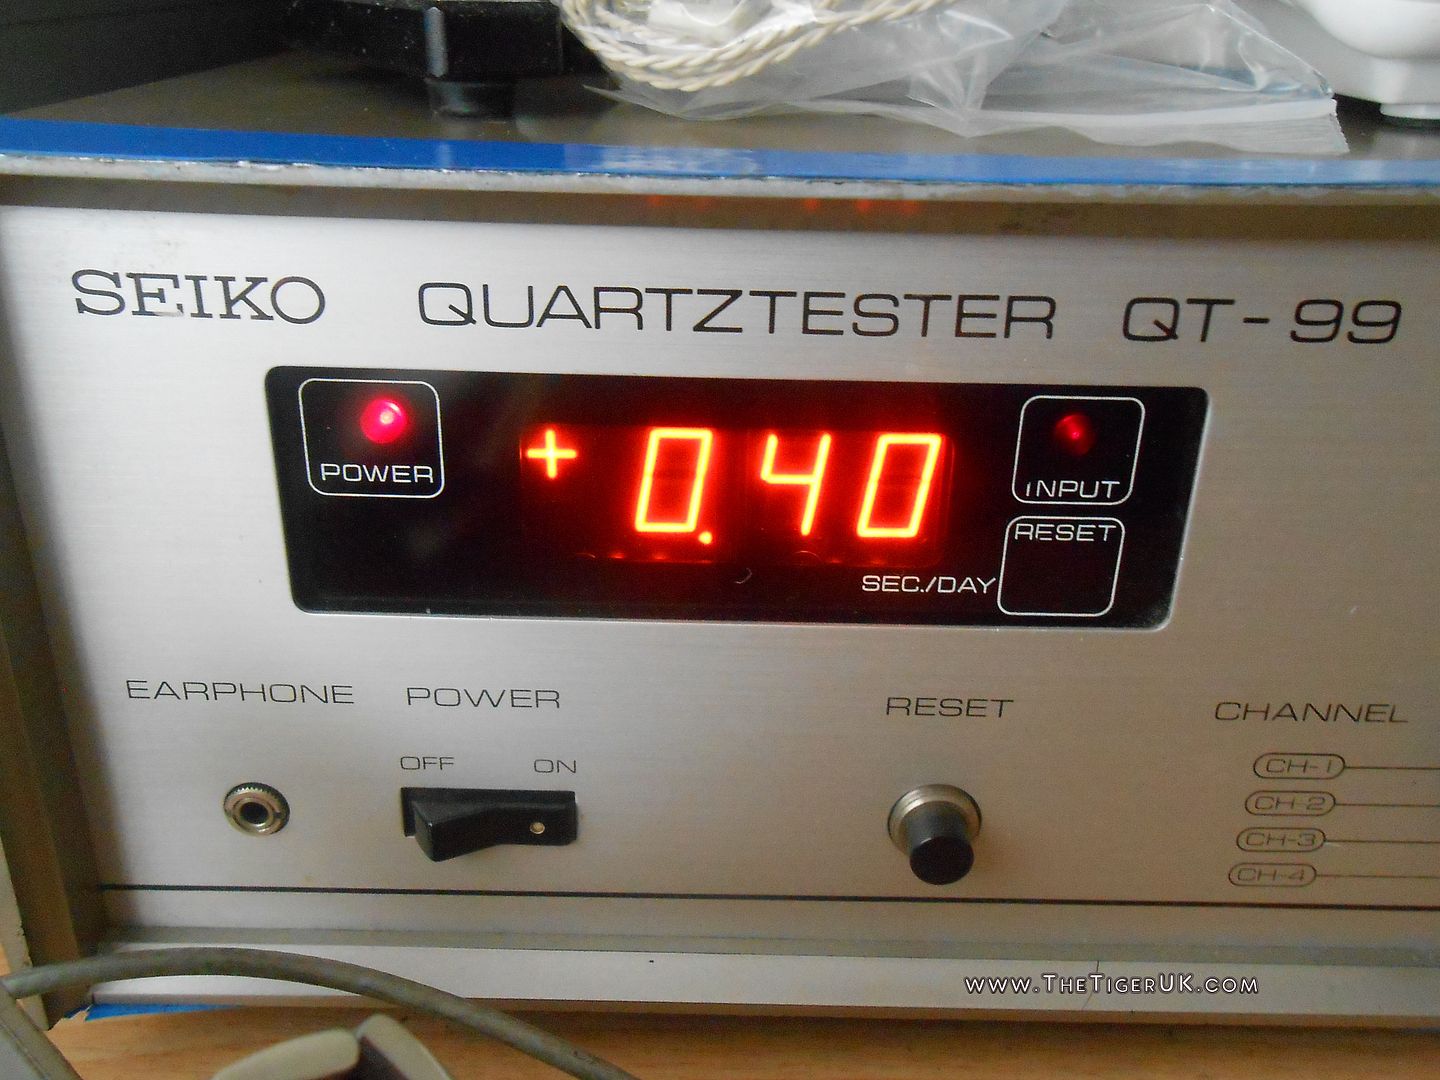 SEIKO QUARTZTESTER QT-99
POWER
+0.40
INPUT
RESET
SEC./DAY
EARPHONE POWER RESET CHANNEL
OFF ON
CH-1
CH-2
CH-3
CH-4
www.TheTigerUK.com